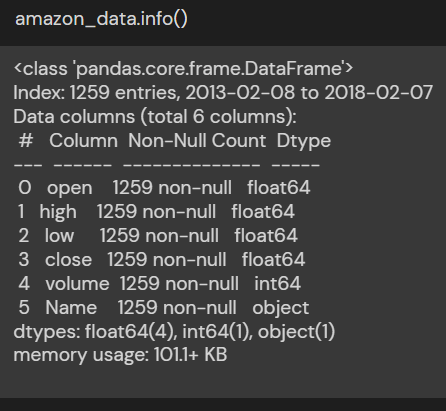 amazon_data.info()
<class 'pandas.core.frame.DataFrame'>
Index: 1259 entries, 2013-02-08 to 2018-02-07
Data columns (total 6 columns):
# Column Non-Null Count Dtype
--- ------ -------------- -----
0 open 1259 non-null float64
1 high 1259 non-null float64
2 low 1259 non-null float64
3 close 1259 non-null float64
4 volume 1259 non-null int64
5 Name 1259 non-null object
dtypes: float64(4), int64(1), object(1)
memory usage: 101.1+ KB